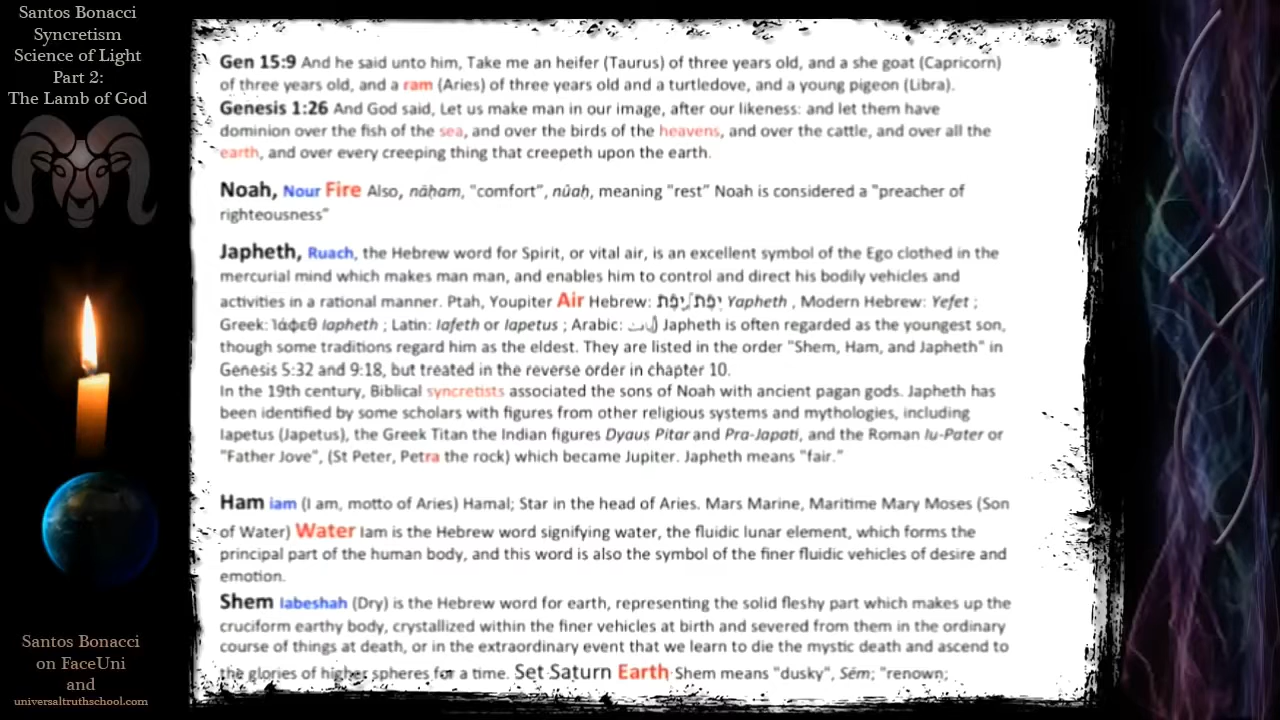 Santos Bonacci
Syncretism
Science of Light
Part 2:
The Lamb of God
Gen 15:9 And he said unto him, Take me an heifer (Taurus) of three years old, and a she goat (Capricorn)
of three years old, and a ram (Aries) of three years old and a turtledove, and a young pigeon (Libra).
Genesis 1:26 And God said, Let us make man in our image, after our likeness: and let them have
dominion over the fish of the sea, and over the birds of the heavens, and over the cattle, and over all the
earth, and over every creeping thing that creepeth upon the earth.
Noah, Nour Fire Also, nāḥam, "comfort", nûaḥ, meaning "rest" Noah is considered a "preacher of
righteousness"
Japheth, Ruach, the Hebrew word for Spirit, or vital air, is an excellent symbol of the Ego clothed in the
mercurial mind which makes man man, and enables him to control and direct his bodily vehicles and
activities in a rational manner. Ptah, Youpiter Air Hebrew: Yapheth , Modern Hebrew: Yefet ;
Greek: Ἰάφεθ Iapheth ; Latin: Iafeth or Iapetus ; Arabic: Japheth is often regarded as the youngest son,
though some traditions regard him as the eldest. They are listed in the order "Shem, Ham, and Japheth" in
Genesis 5:32 and 9:18, but treated in the reverse order in chapter 10.
In the 19th century, Biblical syncretists associated the sons of Noah with ancient pagan gods. Japheth has
been identified by some scholars with figures from other religious systems and mythologies, including
Iapetus (Japetus), the Greek Titan the Indian figures Dyaus Pitar and Pra-Japati, and the Roman Iu-Pater or
"Father Jove", (St Peter, Petra the rock) which became Jupiter. Japheth means "fair."
Ham iam (I am, motto of Aries) Hamal; Star in the head of Aries. Mars Marine, Maritime Mary Moses (Son
of Water) Water Iam is the Hebrew word signifying water, the fluidic lunar element, which forms the
principal part of the human body, and this word is also the symbol of the finer fluidic vehicles of desire and
emotion.
Shem Iabeshah (Dry) is the Hebrew word for earth, representing the solid fleshy part which makes up the
cruciform earthy body, crystallized within the finer vehicles at birth and severed from them in the ordinary
course of things at death, or in the extraordinary event that we learn to die the mystic death and ascend to
the glories of higher spheres for a time. Set Saturn Earth Shem means "dusky", Sém; "renown;
Santos Bonacci
on FaceUni
and
universaltruthschool.com